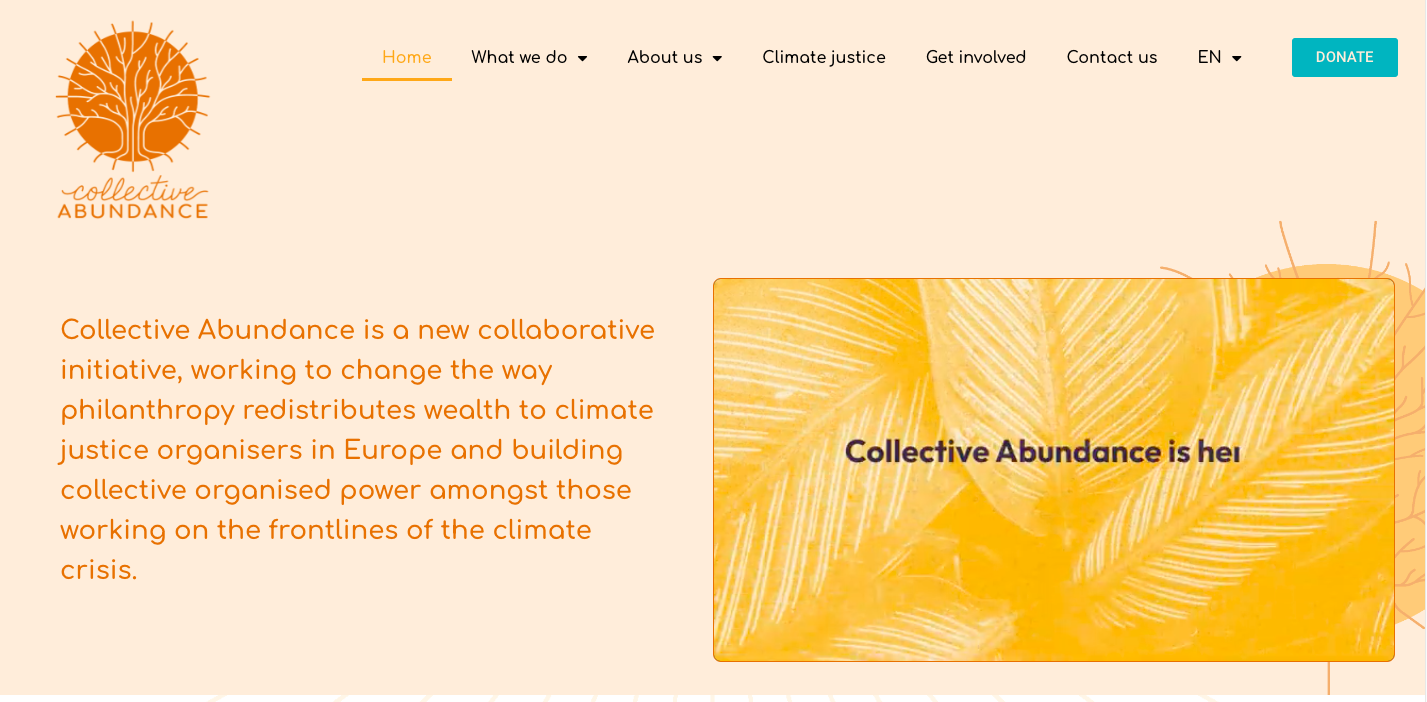 collective
ABUNDANCE
Home
What we do
About us
Climate justice
Get involved
Contact us
EN
DONATE
Collective Abundance is a new collaborative
initiative, working to change the way
philanthropy redistributes wealth to climate
justice organisers in Europe and building
collective organised power amongst those
working on the frontlines of the climate
crisis.
Collective Abundance is